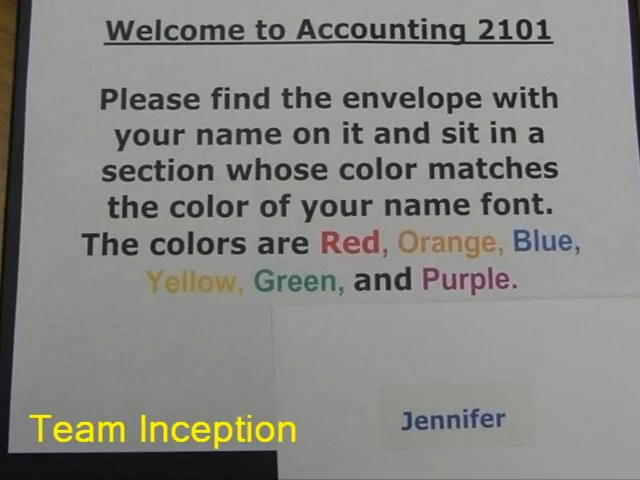 Welcome to Accounting 2101
Please find the envelope with
your name on it and sit in a
section whose color matches
the color of your name font.
The colors are Red, Orange, Blue,
Yellow, Green, and Purple.
Jennifer
Team Inception